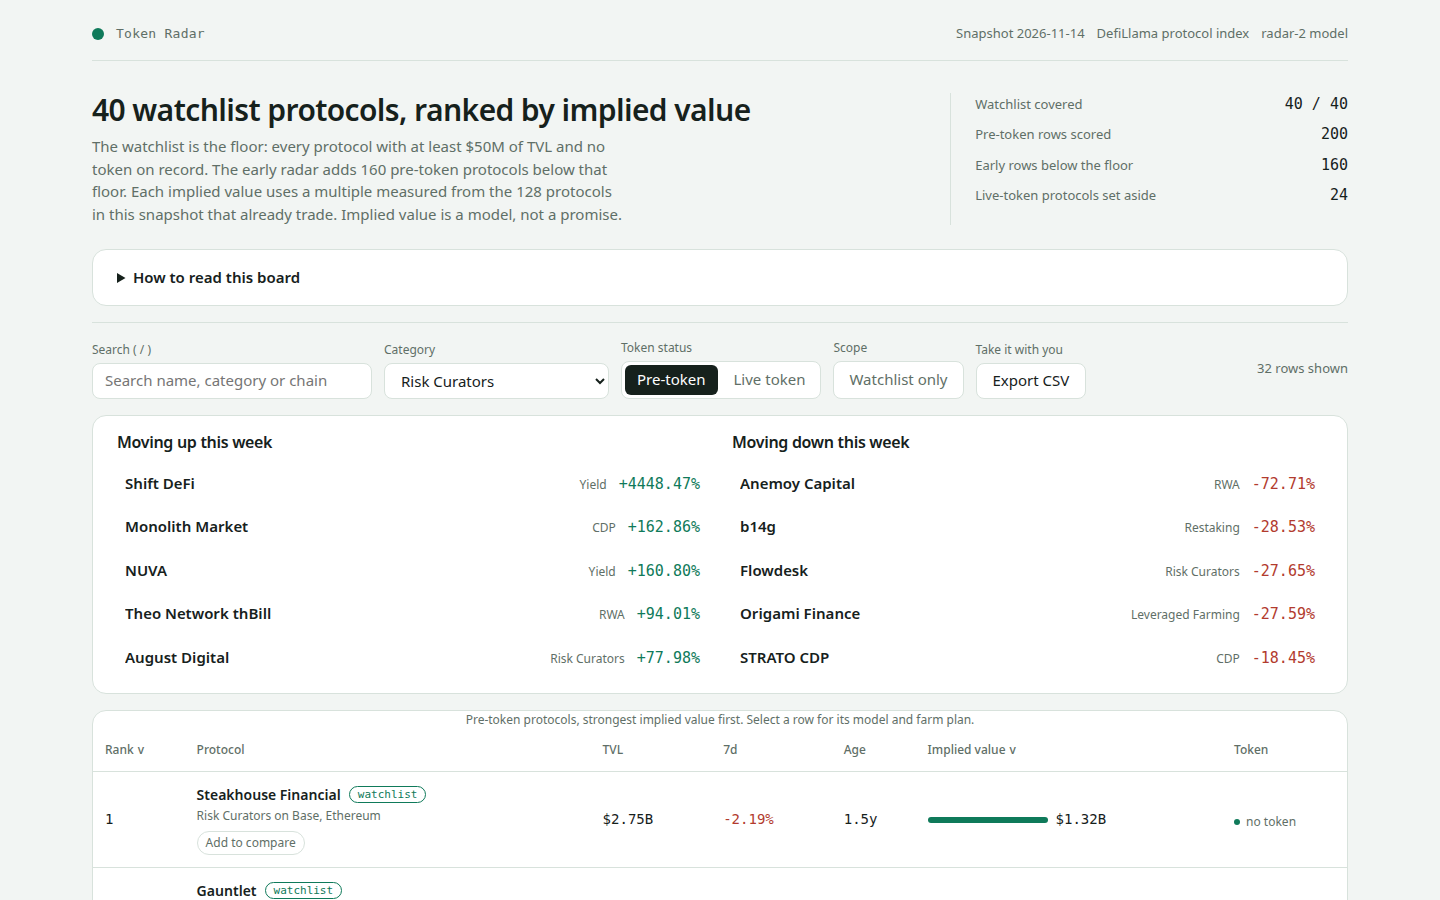 Token Radar
Snapshot 2026-11-14 DefiLlama protocol index radar-2 model
40 watchlist protocols, ranked by implied value
The watchlist is the floor: every protocol with at least $50M of TVL and no
token on record. The early radar adds 160 pre-token protocols below that
floor. Each implied value uses a multiple measured from the 128 protocols
in this snapshot that already trade. Implied value is a model, not a promise.
Watchlist covered 40 / 40
Pre-token rows scored 200
Early rows below the floor 160
Live-token protocols set aside 24
How to read this board
Search ( / ) Category Token status Scope Take it with you
Search name, category or chain Risk Curators Pre-token Live token Watchlist only Export CSV 32 rows shown
Moving up this week
Shift DeFi Yield +4448.47%
Monolith Market CDP +162.86%
NUVA Yield +160.80%
Theo Network thBill RWA +94.01%
August Digital Risk Curators +77.98%
Moving down this week
Anemoy Capital RWA -72.71%
b14g Restaking -28.53%
Flowdesk Risk Curators -27.65%
Origami Finance Leveraged Farming -27.59%
STRATO CDP CDP -18.45%
Pre-token protocols, strongest implied value first. Select a row for its model and farm plan.
Rank v Protocol TVL 7d Age Implied value v Token
Steakhouse Financial watchlist
Risk Curators on Base, Ethereum
1 $2.75B -2.19% 1.5y $1.32B no token
Add to compare
Gauntlet watchlist